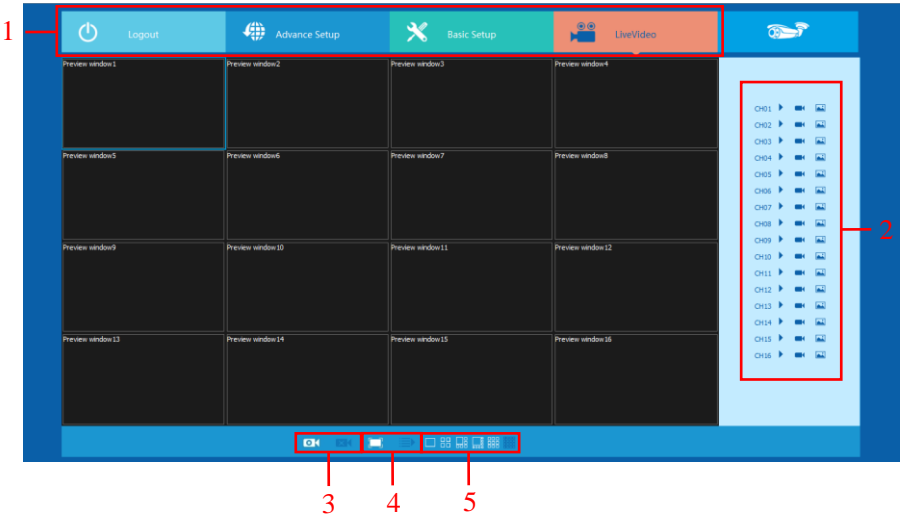 1
Logout Advance Setup Basic Setup LiveVideo
Preview window1 Preview window2 Preview window3 Preview window4
CH01
CH02
CH03
CH04
Preview window5 Preview window6 Preview window7 Preview window8
CH05
CH06
CH07
CH08
2
CH09
Preview window9 Preview window10 Preview window11 Preview window12
CH10
CH11
CH12
CH13
CH14
Preview window13 Preview window14 Preview window15 Preview window16
CH15
CH16
3 4 5